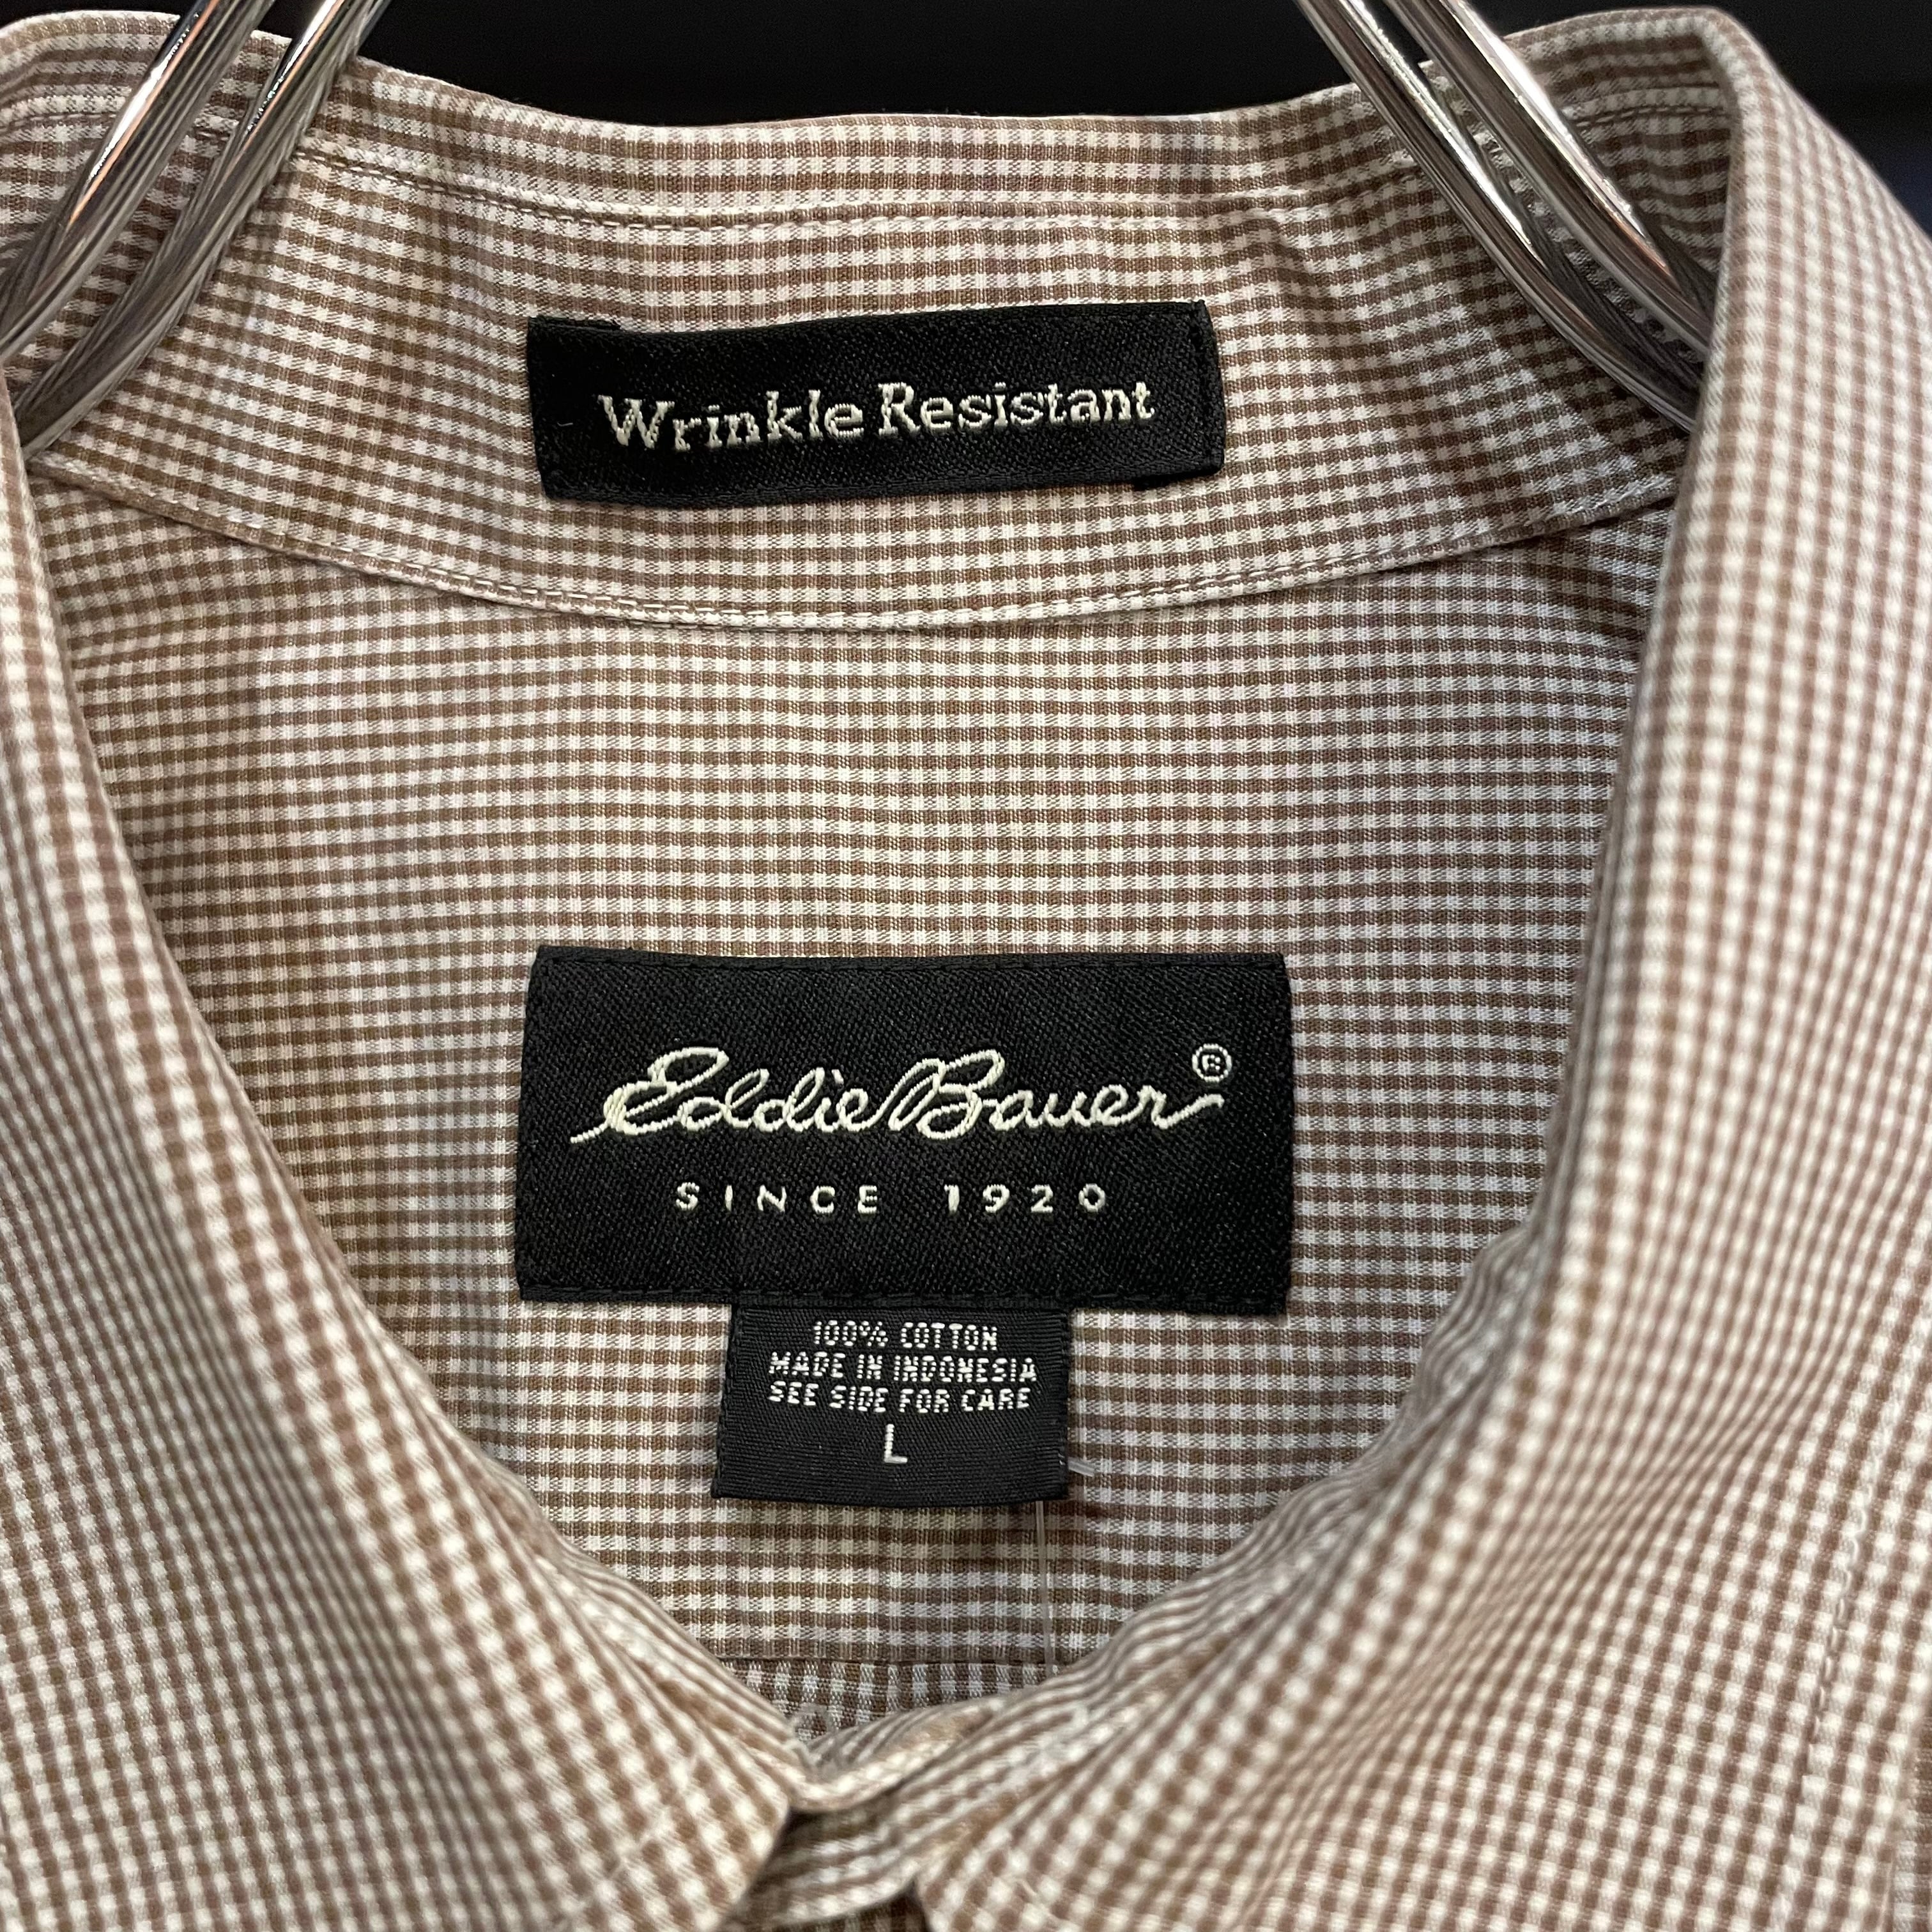 Wrinkle Resistant
Eddie Bauer®
SINCE 1920
100% COTTON
MADE IN INDONESIA
SEE SIDE FOR CARE
L